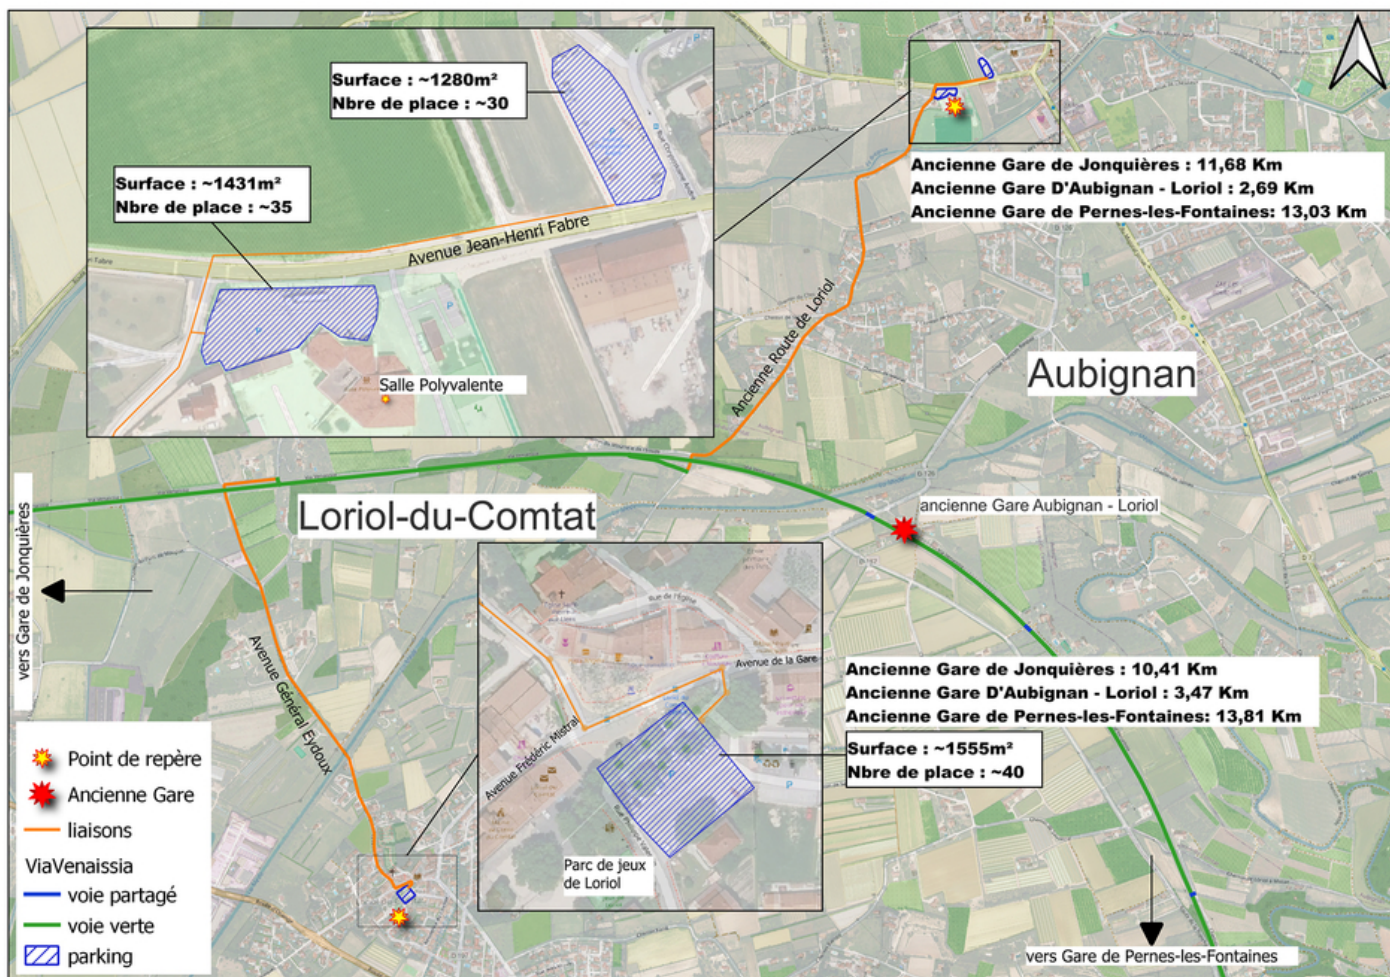 Surface : ~1280m²
Nbre de place : ~30
Surface : ~1431m²
Nbre de place : ~35
Avenue Jean-Henri Fabre
Salle Polyvalente
Ancienne Gare de Jonquières : 11,68 Km
Ancienne Gare D'Aubignan - Loriol : 2,69 Km
Ancienne Gare de Pernes-les-Fontaines: 13,03 Km
Ancienne Route de Loriol
Aubignan
Loriol-du-Comtat
ancienne Gare Aubignan - Loriol
vers Gare de Jonquières
Avenue Général Eydoux
Rue de l'Église
Avenue de la Gare
Avenue Frédéric Mistral
Parc de jeux
de Loriol
Ancienne Gare de Jonquières : 10,41 Km
Ancienne Gare D'Aubignan - Loriol : 3,47 Km
Ancienne Gare de Pernes-les-Fontaines: 13,81 Km
Surface : ~1555m²
Nbre de place : ~40
Point de repère
Ancienne Gare
liaisons
ViaVenaissia
voie partagé
voie verte
parking
vers Gare de Pernes-les-Fontaines